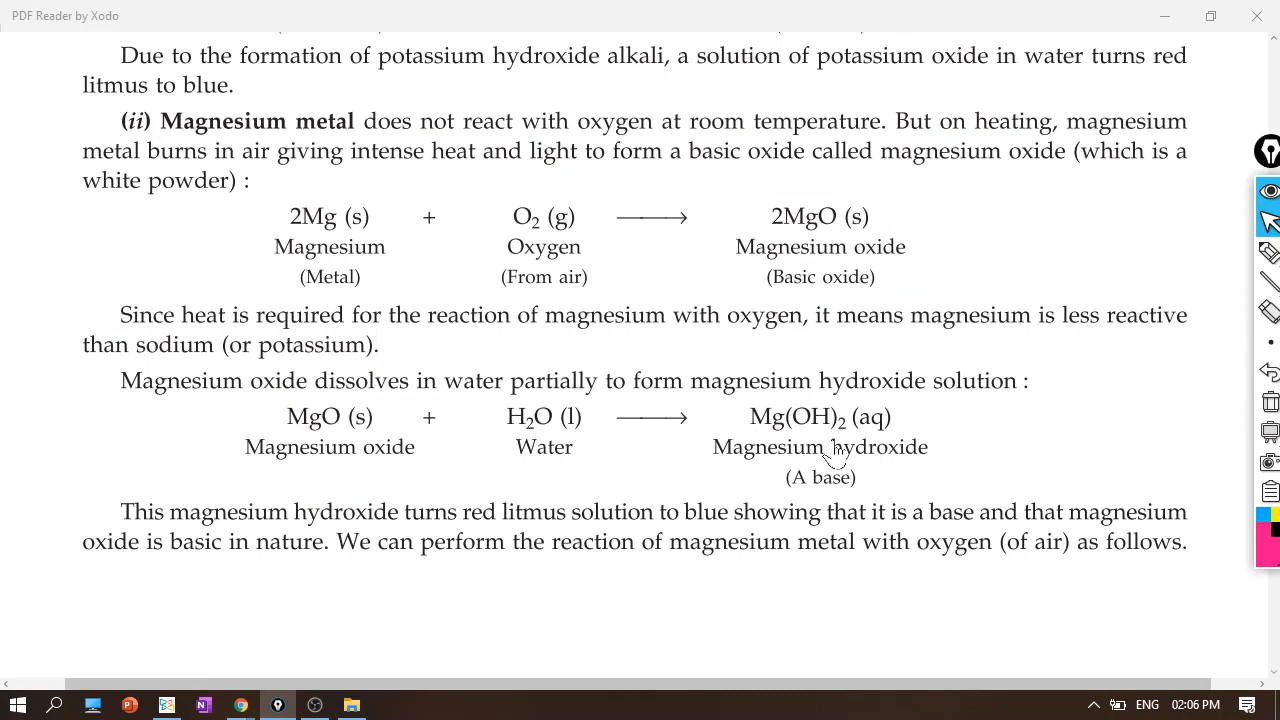 PDF Reader by Xodo
Due to the formation of potassium hydroxide alkali, a solution of potassium oxide in water turns red
litmus to blue.
(ii) Magnesium metal does not react with oxygen at room temperature. But on heating, magnesium
metal burns in air giving intense heat and light to form a basic oxide called magnesium oxide (which is a
white powder) :
2Mg (s) + O₂ (g) ⟶ 2MgO (s)
Magnesium Oxygen Magnesium oxide
(Metal) (From air) (Basic oxide)
Since heat is required for the reaction of magnesium with oxygen, it means magnesium is less reactive
than sodium (or potassium).
Magnesium oxide dissolves in water partially to form magnesium hydroxide solution :
MgO (s) + H₂O (l) ⟶ Mg(OH)₂ (aq)
Magnesium oxide Water Magnesium hydroxide
(A base)
This magnesium hydroxide turns red litmus solution to blue showing that it is a base and that magnesium
oxide is basic in nature. We can perform the reaction of magnesium metal with oxygen (of air) as follows.
ENG 02:06 PM